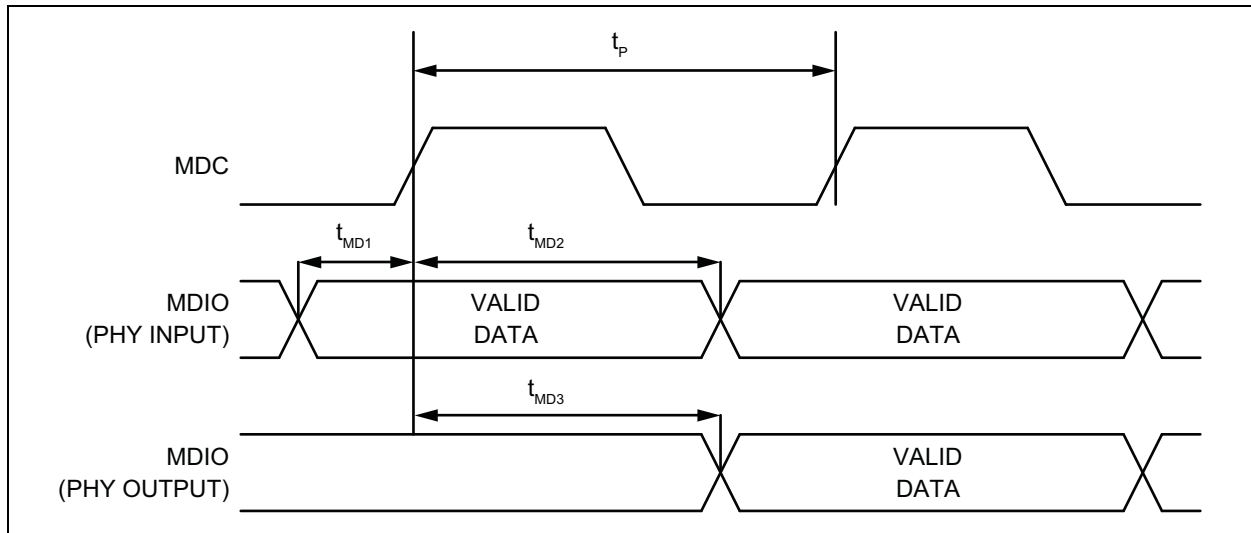 tP
MDC
tMD1
tMD2
MDIO
(PHY INPUT)
VALID
DATA
VALID
DATA
tMD3
MDIO
(PHY OUTPUT)
VALID
DATA